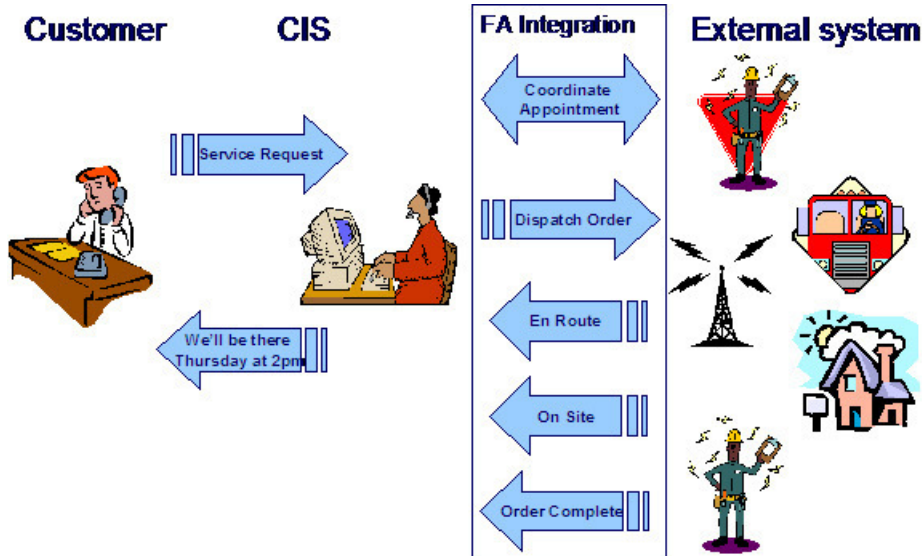 Customer
CIS
FA Integration
External system
Coordinate
Appointment
Service Request
Dispatch Order
We'll be there
Thursday at 2pm
En Route
On Site
Order Complete